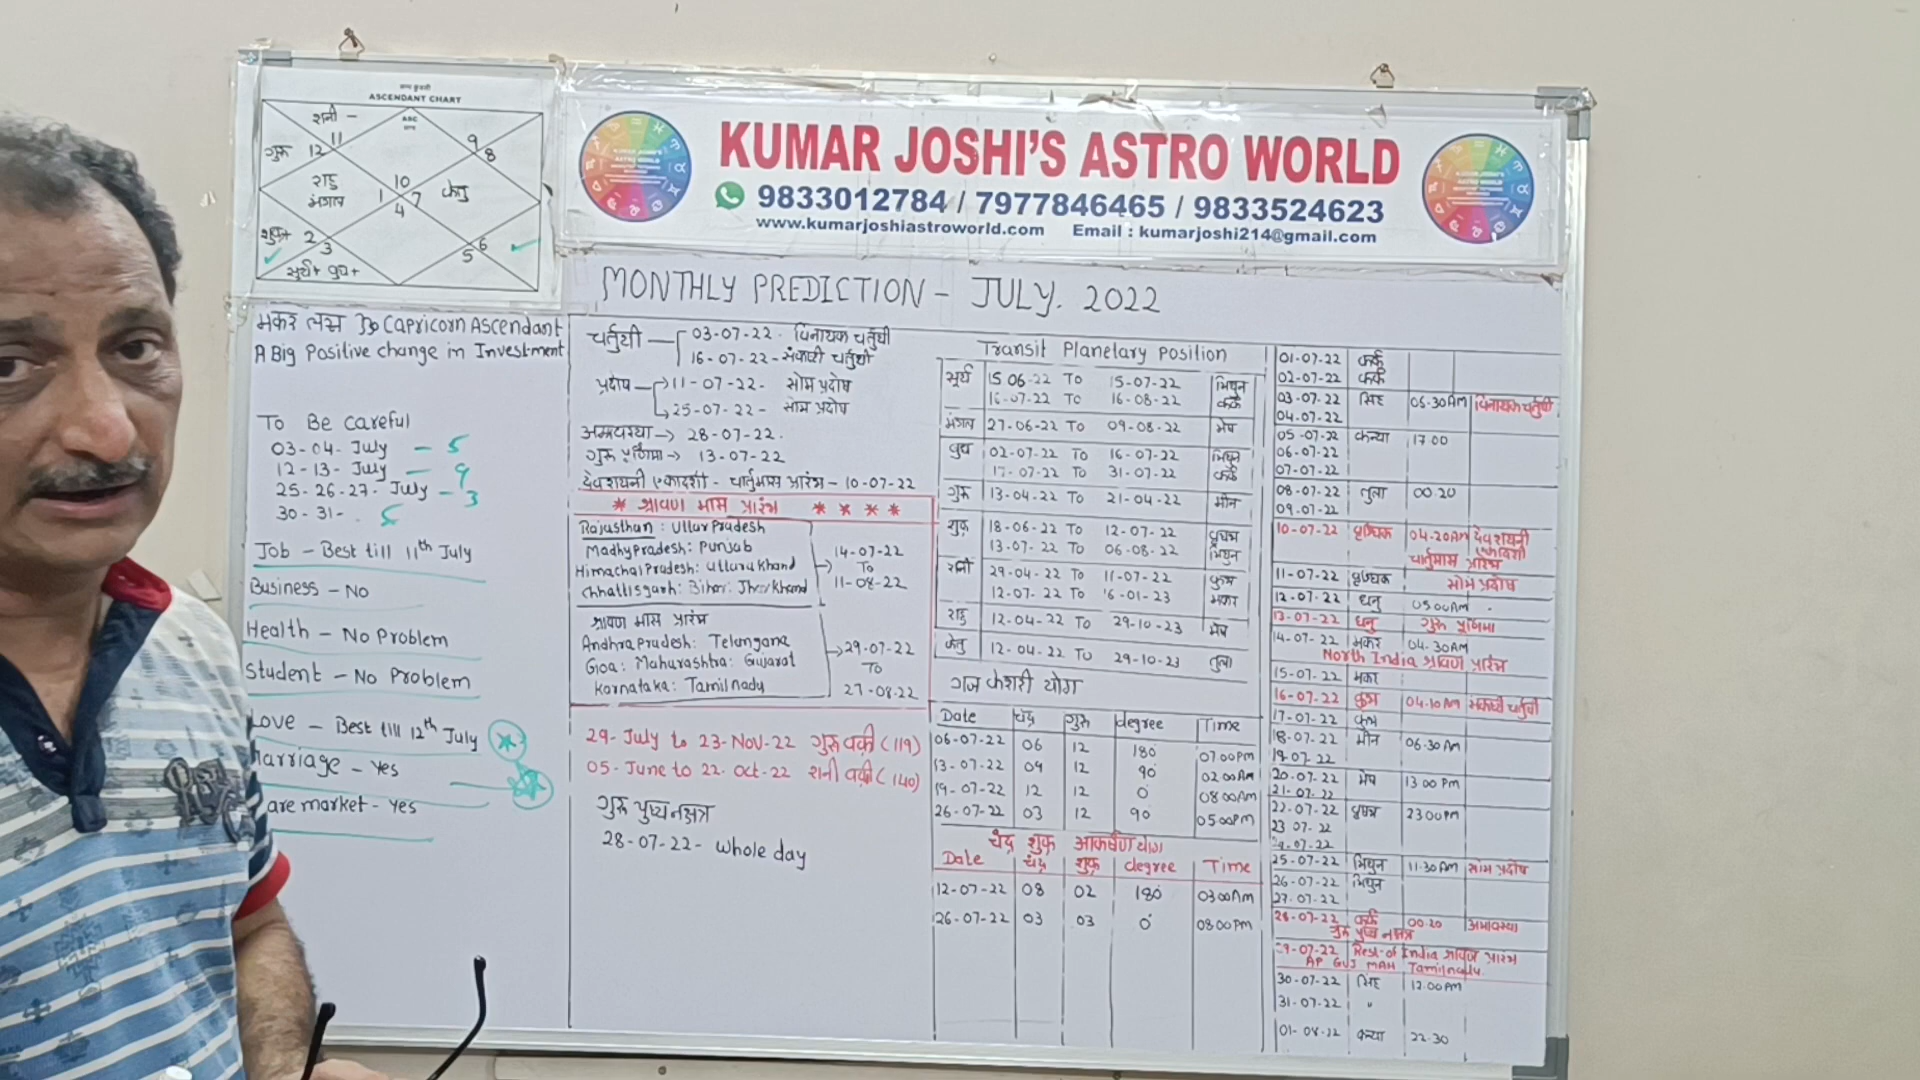 जन्म कुंडली
ASCENDANT CHART
ASC
लग्न
शनी -
11
गुरू 12
9
8
10
राहु
मंगल
1
7
केतु
4
शुक्र
2
3
6
5
सुर्य+ बुध+
KUMAR JOSHI'S ASTRO WORLD
9833012784 / 7977846465 / 9833524623
www.kumarjoshiastroworld.com Email : kumarjoshi214@gmail.com
MONTHLY PREDICTION - JULY. 2022
मकर लग्न Capricorn Ascendant
A Big Positive change in Investment
To Be Careful
03-04- July - 5
12-13- July - 9
25-26-27- July - 3
30-31-
Job - Best till 11th July
Business - No
Health - No Problem
Student - No Problem
Love - Best till 12th July
arriage - Yes
are market - Yes
चर्तुथी
03-07-22 - विनायक चर्तुथी
16-07-22 - संकष्टी चर्तुथी
प्रदोष
11-07-22 - सोम प्रदोष
25-07-22 - सोम प्रदोष
अमावस्या → 28-07-22.
गुरू पूर्णिमा → 13-07-22
देवशयनी एकादशी - चार्तुमास प्रारंभ - 10-07-22
* श्रावण मास प्रारंभ * * * *
Rajasthan : Uttar Pradesh
Madhypradesh: Punjab
Himachal Pradesh: Utturukhand
Chhattisgarh: Bihar: Jharkhand
14-07-22
TO
11-08-22
श्रावण मास प्रारंभ
Andhra Pradesh: Telangana
Goa: Maharashtra: Gujarat
Karnataka: Tamilnadu
29-07-22
TO
27-08-22
29- July to 23-Nov-22 गुरू वक्री (119)
05- June to 22. Oct-22 शनी वक्री (140)
गुरू पुष्य नक्षत्र
28-07-22- whole day
Transit Planetary Position
सुर्य 15.06-22 TO 15-07-22 मिथुन
16-07-22 TO 16-08-22 कर्क
मंगल 27-06-22 TO 09-08-22 मेष
बुध 02-07-22 TO 16-07-22 मिथुन
17-07-22 TO 31-07-22 कर्क
गुरू 13-04-22 TO 21-04-22 मीन
शुक्र 18-06-22 TO 12-07-22 वृषभ
13-07-22 TO 06-08-22 मिथुन
शनी 29-04-22 TO 11-07-22 कुंभ
12-07-22 TO 16-01-23 मकर
राहु 12-04-22 TO 29-10-23 मेष
केतु 12-04-22 TO 29-10-23 तुला
गज केशरी योग
Date चंद्र गुरू degree Time
06-07-22 06 12 180 07.00pm
13-07-22 09 12 90 02 00Am
19-07-22 12 12 0 08 00Am
26-07-22 03 12 90 05 00pm
चंद्र शुक्र आकर्षण योग
Date चंद्र शुक्र degree Time
12-07-22 08 02 180 03 00Am
26-07-22 03 03 0 08:00 pm
01-07-22 कर्क
02-07-22 कर्क
03-07-22 सिंह 05.30Am विनायक चर्तुथी
04-07-22
05-07-22 कन्या 17.00
06-07-22
07-07-22
08-07-22 तुला 00.20
09-07-22
10-07-22 वृश्चिक 04.20Am देवशयनी एकादशी
चार्तुमास प्रारंभ
11-07-22 वृश्चिक सोम प्रदोष
12-07-22 धनु 05 00Am
13-07-22 धनु गुरू पूर्णिमा
14-07-22 मकर 04.30Am
North India श्रावण प्रारंभ
15-07-22 मकर
16-07-22 कुंभ 04.10Am संकष्टी चर्तुथी
17-07-22 कुंभ
18-07-22 मीन 06.30Am
19-07-22
20-07-22 मेष 13 00 Pm
21-07-22
22-07-22 वृषभ 23 00 Pm
23 07-22
4-07-22
25-07-22 मिथुन 11.30Am सोम प्रदोष
26-07-22 मिथुन
27-07-22
28-07-22 कर्क 00.20 अमावस्या
गुरू पुष्य नक्षत्र
9-07-22 Rest-of India श्रावण प्रारंभ
AP GUJ MAH Tamilnadu.
30-07-22 सिंह 12.00Pm
31-07-22 "
01-08-22 कन्या 22.30